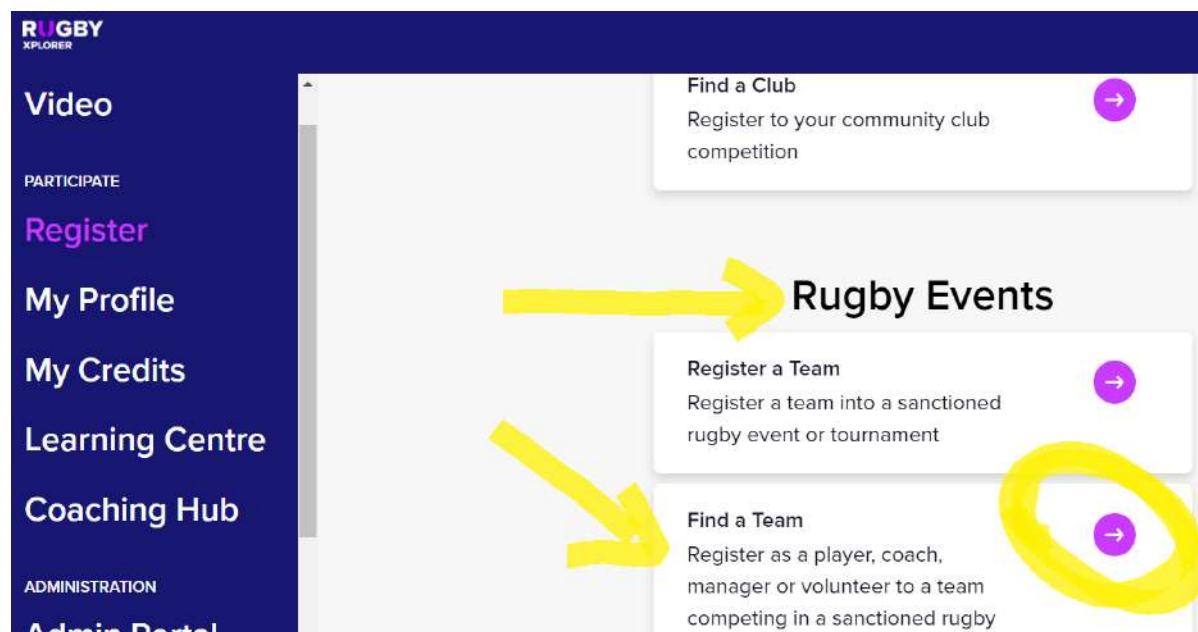 RUGBY
XPLORER
Video
PARTICIPATE
Register
My Profile
My Credits
Learning Centre
Coaching Hub
ADMINISTRATION
Admin Portal
Find a Club
Register to your community club
competition
Rugby Events
Register a Team
Register a team into a sanctioned
rugby event or tournament
Find a Team
Register as a player, coach,
manager or volunteer to a team
competing in a sanctioned rugby